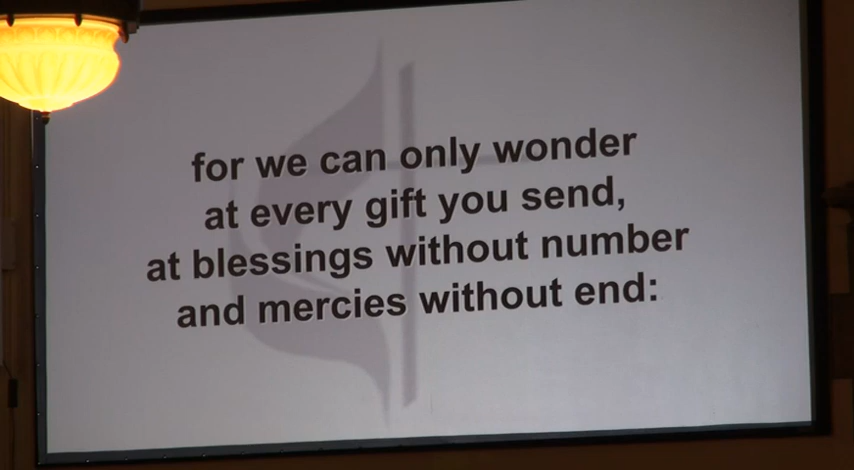 for we can only wonder
at every gift you send,
at blessings without number
and mercies without end: